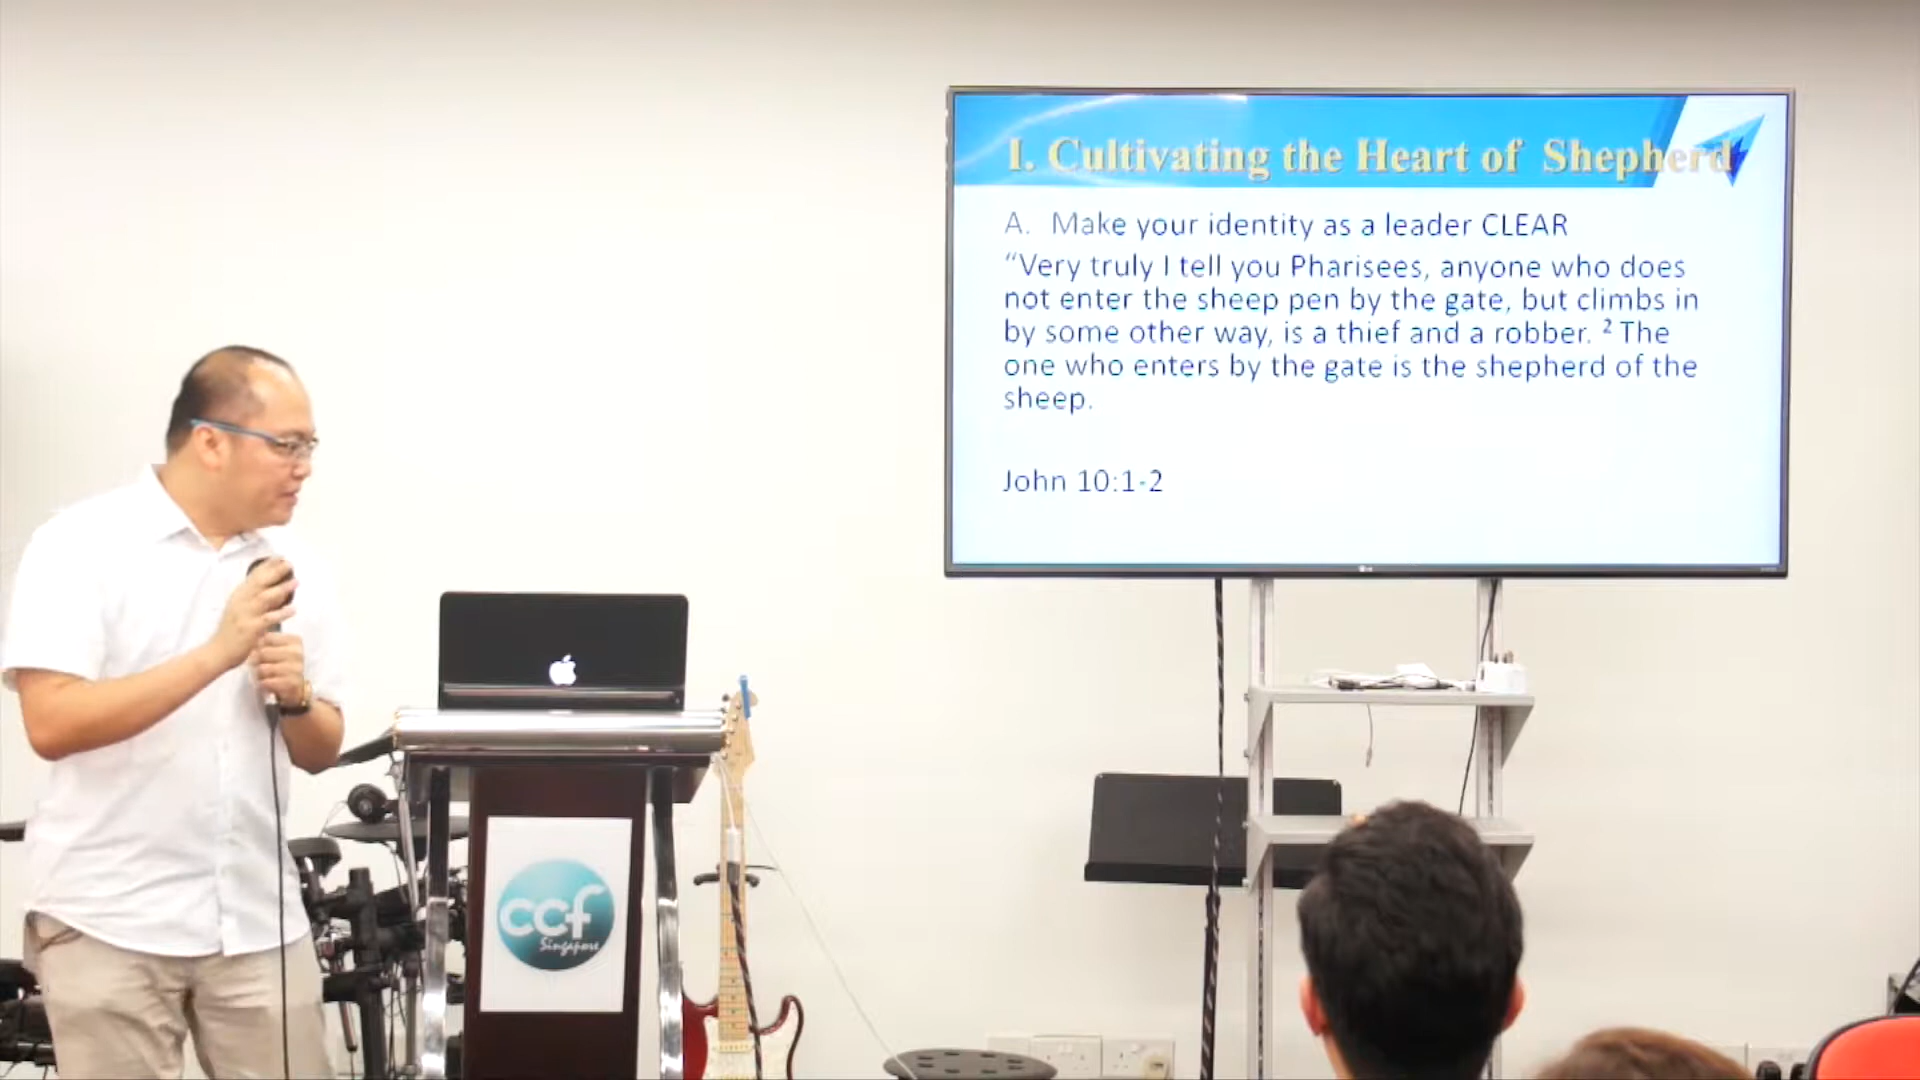 I. Cultivating the Heart of Shepherd
A. Make your identity as a leader CLEAR
“Very truly I tell you Pharisees, anyone who does
not enter the sheep pen by the gate, but climbs in
by some other way, is a thief and a robber. ² The
one who enters by the gate is the shepherd of the
sheep.
John 10:1-2
ccf
Singapore